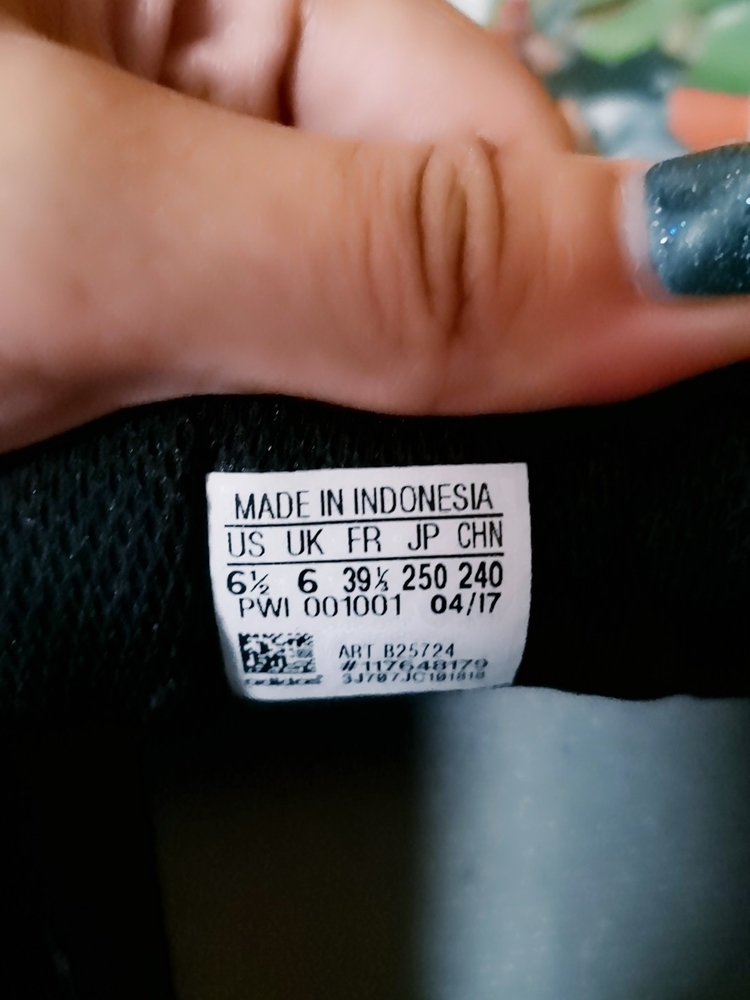 MADE IN INDONESIA
US UK FR JP CHN
6½ 6 39⅓ 250 240
PWI 001001 04/17
ART B25724
#117648179
adidas 3J707JC101818